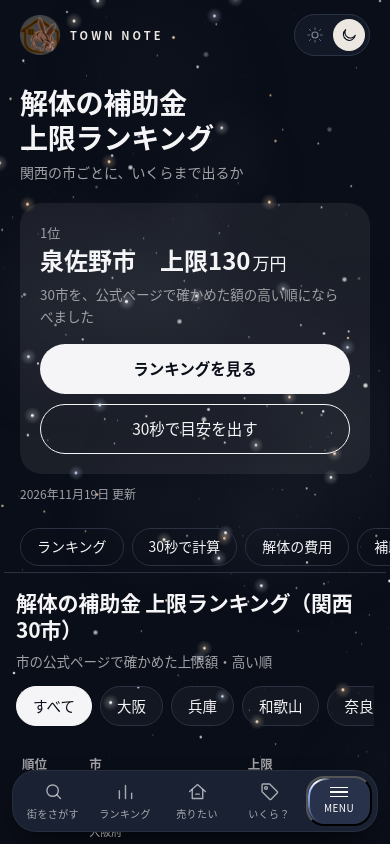 TOWN NOTE
解体の補助金
上限ランキング
関西の市ごとに、いくらまで出るか
1位
泉佐野市　上限130万円
30市を、公式ページで確かめた額の高い順になら
べました
ランキングを見る
30秒で目安を出す
2026年11月19日 更新
ランキング 30秒で計算 解体の費用 補
解体の補助金 上限ランキング（関西
30市）
市の公式ページで確かめた上限額・高い順
すべて 大阪 兵庫 和歌山 奈良
順位 市 上限
街をさがす ランキング 売りたい いくら？ MENU
大阪府